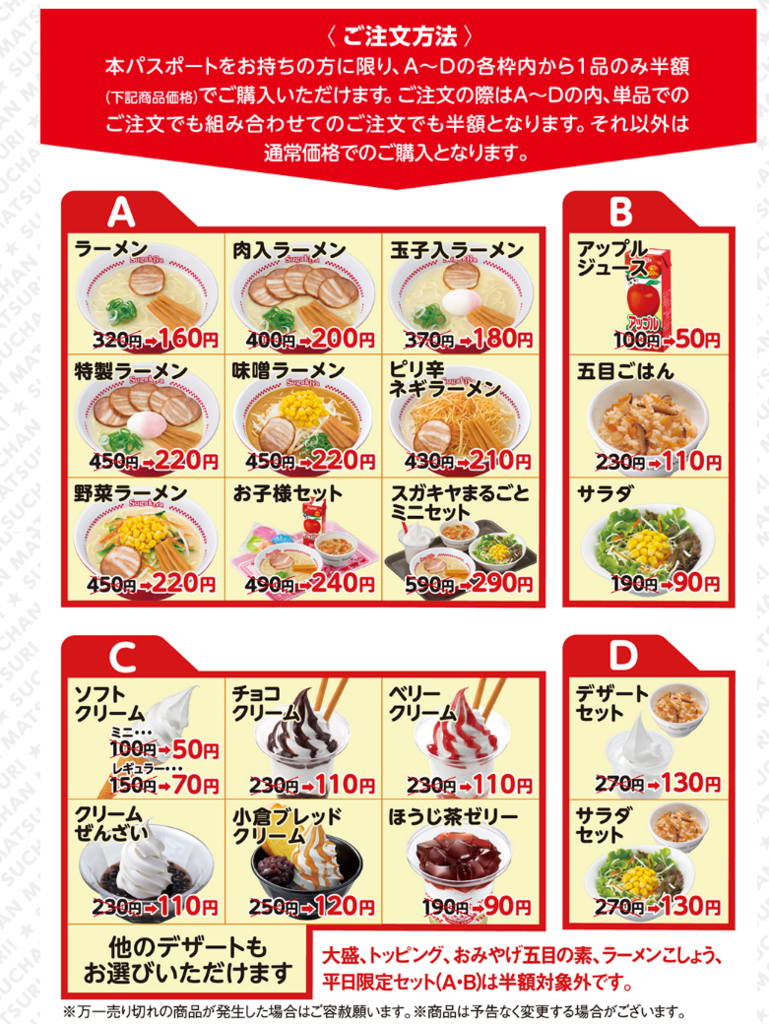 〈 ご注文方法 〉
本パスポートをお持ちの方に限り、A〜Dの各枠内から1品のみ半額
(下記商品価格)でご購入いただけます。ご注文の際はA〜Dの内、単品での
ご注文でも組み合わせてのご注文でも半額となります。それ以外は
通常価格でのご購入となります。
A
ラーメン
Sugakiya
320円→160円
肉入ラーメン
Sugakiya
400円→200円
玉子入ラーメン
Sugakiya
370円→180円
特製ラーメン
Sugakiya
450円→220円
味噌ラーメン
Sugakiya
450円→220円
ピリ辛
ネギラーメン
Sugakiya
430円→210円
野菜ラーメン
Sugakiya
450円→220円
お子様セット
490円→240円
スガキヤまるごと
ミニセット
590円→290円
B
アップル
ジュース
アップル
100円→50円
五目ごはん
230円→110円
サラダ
190円→90円
C
ソフト
クリーム
ミニ…
100円→50円
レギュラー…
150円→70円
チョコ
クリーム
230円→110円
ベリー
クリーム
230円→110円
クリーム
ぜんざい
230円→110円
小倉ブレッド
クリーム
250円→120円
ほうじ茶ゼリー
190円→90円
他のデザートも
お選びいただけます
D
デザート
セット
270円→130円
サラダ
セット
270円→130円
大盛、トッピング、おみやげ五目の素、ラーメンこしょう、
平日限定セット(A・B)は半額対象外です。
※万一売り切れの商品が発生した場合はご容赦願います。※商品は予告なく変更する場合がございます。
SUCHAN MATSURI